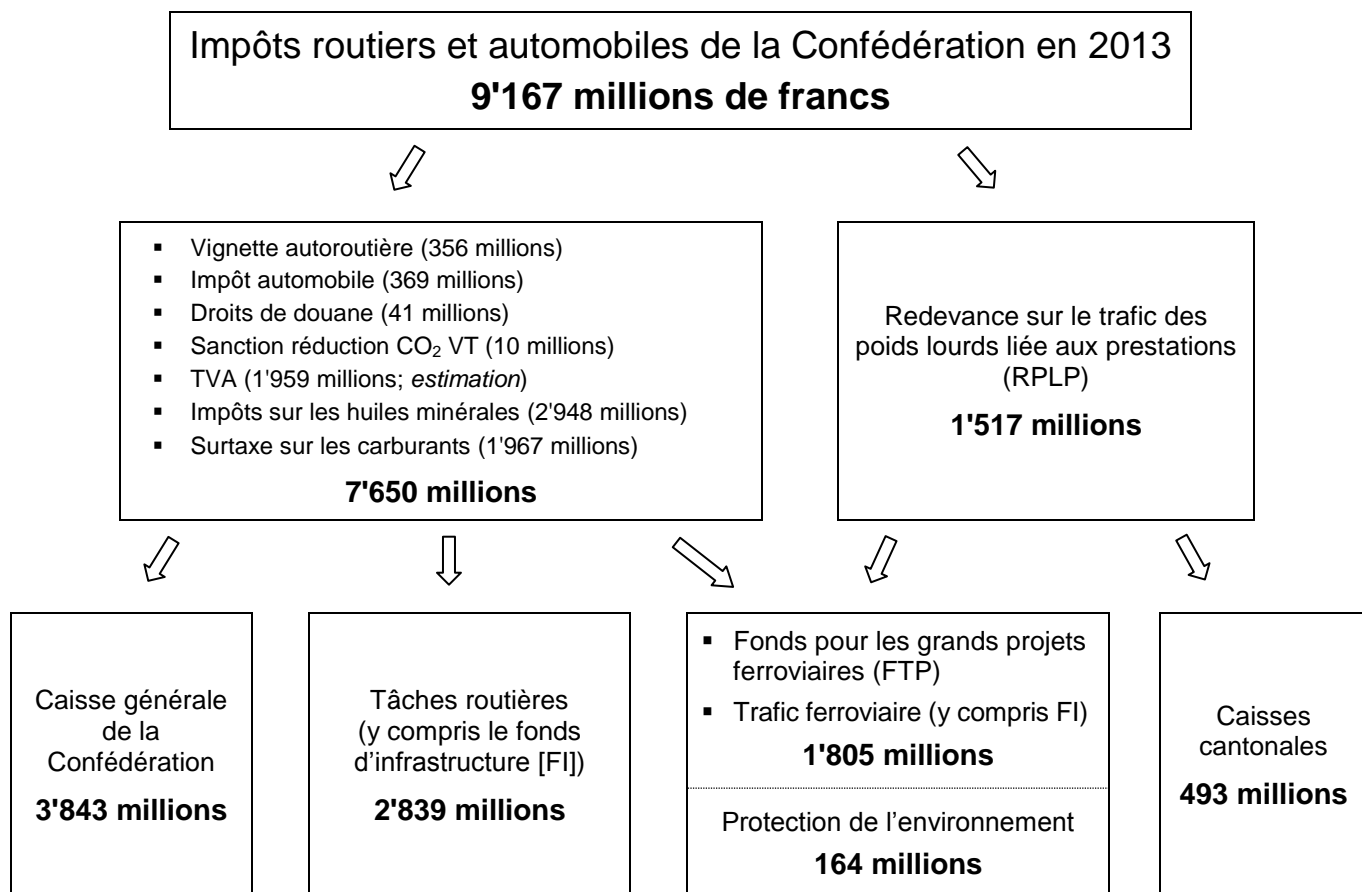 Impôts routiers et automobiles de la Confédération en 2013
9'167 millions de francs
▪ Vignette autoroutière (356 millions)
▪ Impôt automobile (369 millions)
▪ Droits de douane (41 millions)
▪ Sanction réduction CO₂ VT (10 millions)
▪ TVA (1'959 millions; estimation)
▪ Impôts sur les huiles minérales (2'948 millions)
▪ Surtaxe sur les carburants (1'967 millions)
7'650 millions
Redevance sur le trafic des
poids lourds liée aux prestations
(RPLP)
1'517 millions
Caisse générale
de la
Confédération
3'843 millions
Tâches routières
(y compris le fonds
d’infrastructure [FI])
2'839 millions
▪ Fonds pour les grands projets
ferroviaires (FTP)
▪ Trafic ferroviaire (y compris FI)
1'805 millions
Protection de l’environnement
164 millions
Caisses
cantonales
493 millions